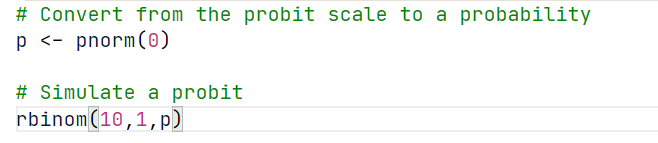 # Convert from the probit scale to a probability
p <- pnorm(0)
# Simulate a probit
rbinom(10,1,p)